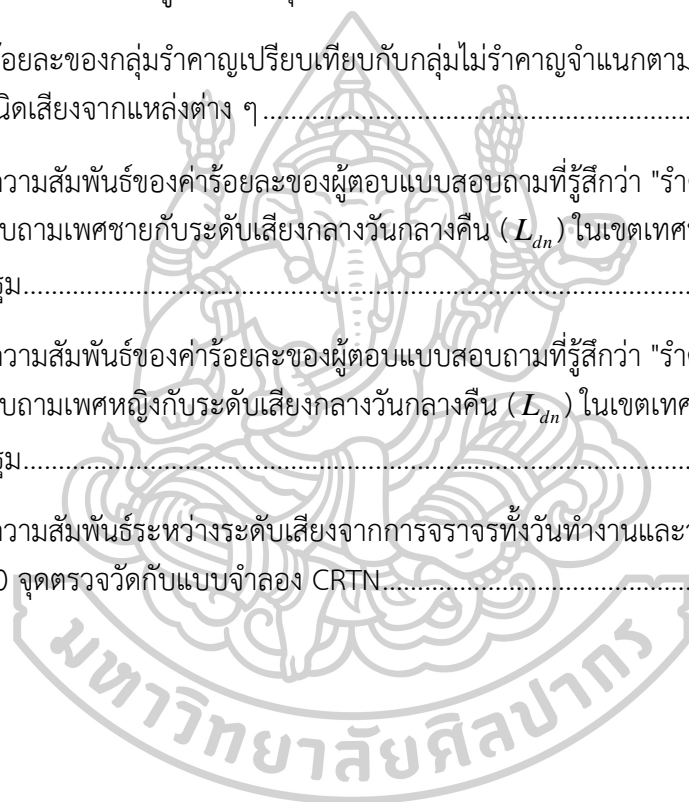 อยละของกลุ่มรำคาญเปรียบเทียบกับกลุ่มไม่รำคาญจำแนกตาม
นิดเสียงจากแหล่งต่าง ๆ
วามสัมพันธ์ของค่าร้อยละของผู้ตอบแบบสอบถามที่รู้สึกว่า "รำ
บถามเพศชายกับระดับเสียงกลางวันกลางคืน (L_{dn}) ในเขตเทศ
วามสัมพันธ์ของค่าร้อยละของผู้ตอบแบบสอบถามที่รู้สึกว่า "รำ
บถามเพศหญิงกับระดับเสียงกลางวันกลางคืน (L_{dn}) ในเขตเทศ
วามสัมพันธ์ระหว่างระดับเสียงจากการจราจรทั้งวันทำงานและ
0 จุดตรวจวัดกับแบบจำลอง CRTN
มหาวิทยาลัยศิลปากร